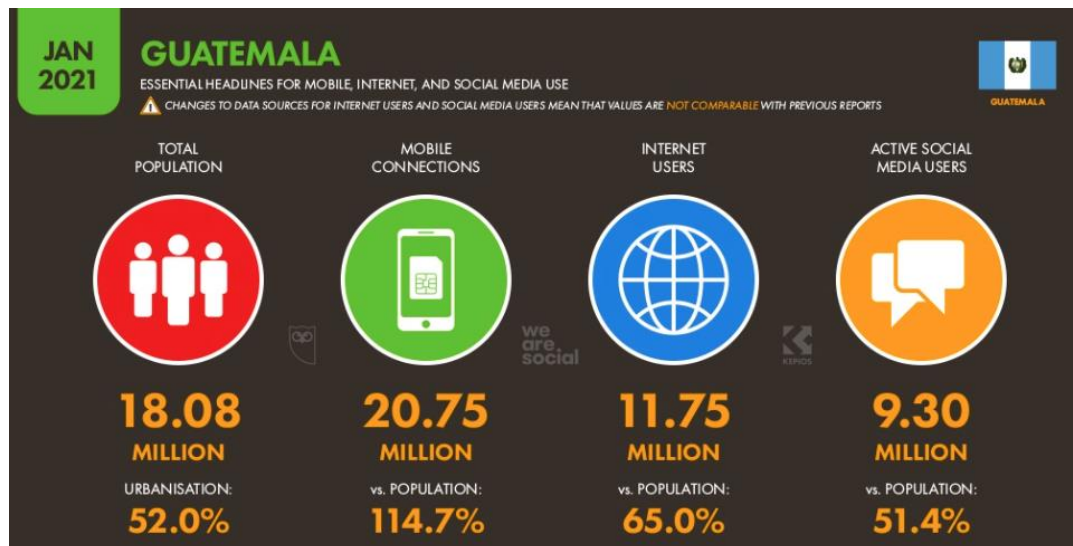 JAN
2021
GUATEMALA
ESSENTIAL HEADLINES FOR MOBILE, INTERNET, AND SOCIAL MEDIA USE
CHANGES TO DATA SOURCES FOR INTERNET USERS AND SOCIAL MEDIA USERS MEAN THAT VALUES ARE NOT COMPARABLE WITH PREVIOUS REPORTS
GUATEMALA
TOTAL
POPULATION
MOBILE
CONNECTIONS
INTERNET
USERS
ACTIVE SOCIAL
MEDIA USERS
we
are.
social
KEPIOS
18.08
MILLION
URBANISATION:
52.0%
20.75
MILLION
vs. POPULATION:
114.7%
11.75
MILLION
vs. POPULATION:
65.0%
9.30
MILLION
vs. POPULATION:
51.4%